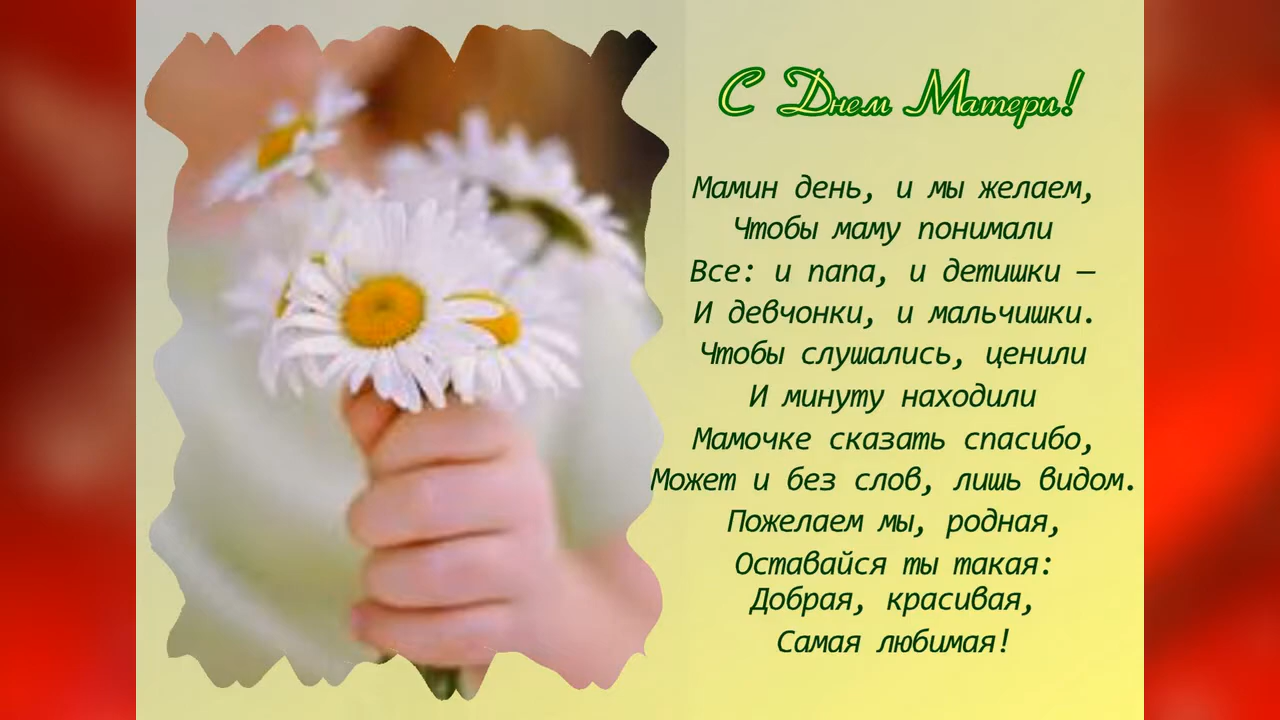 С Днем Матери!
Мамин день, и мы желаем,
Чтобы маму понимали
Все: и папа, и детишки —
И девчонки, и мальчишки.
Чтобы слушались, ценили
И минуту находили
Мамочке сказать спасибо,
Может и без слов, лишь видом.
Пожелаем мы, родная,
Оставайся ты такая:
Добрая, красивая,
Самая любимая!